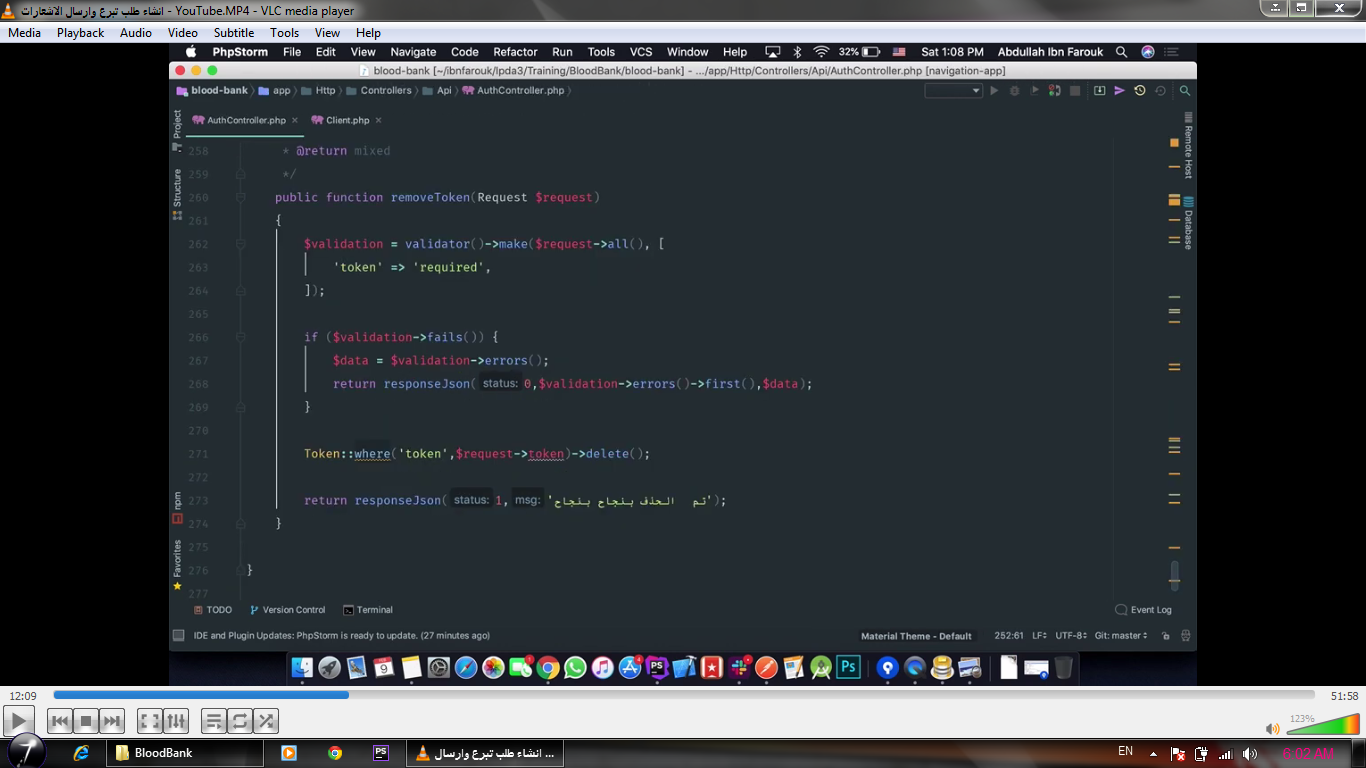 انشاء طلب تبرع وارسال الاشعارات - YouTube.MP4 - VLC media player
Media Playback Audio Video Subtitle Tools View Help
PhpStorm File Edit View Navigate Code Refactor Run Tools VCS Window Help 32% Sat 1:08 PM Abdullah Ibn Farouk
blood-bank [~/ibnfarouk/Ipda3/Training/BloodBank/blood-bank] - .../app/Http/Controllers/Api/AuthController.php [navigation-app]
blood-bank app Http Controllers Api AuthController.php
AuthController.php Client.php
Project
Structure
npm
Favorites
Remote Host
Database
258 * @return mixed
259 */
260 public function removeToken(Request $request)
261 {
262 $validation = validator()->make($request->all(), [
263 'token' => 'required',
264 ]);
265
266 if ($validation->fails()) {
267 $data = $validation->errors();
268 return responseJson( status: 0,$validation->errors()->first(),$data);
269 }
270
271 Token::where('token',$request->token)->delete();
272
273 return responseJson( status: 1, msg: 'تم الحذف بنجاح بنجاح');
274 }
275
276 }
277
TODO Version Control Terminal Event Log
IDE and Plugin Updates: PhpStorm is ready to update. (27 minutes ago) Material Theme - Default 252:61 LF UTF-8 Git: master
9 PS Ps
12:09 51:58
123%
BloodBank PS انشاء طلب تبرع وارسال ... EN 6:02 AM